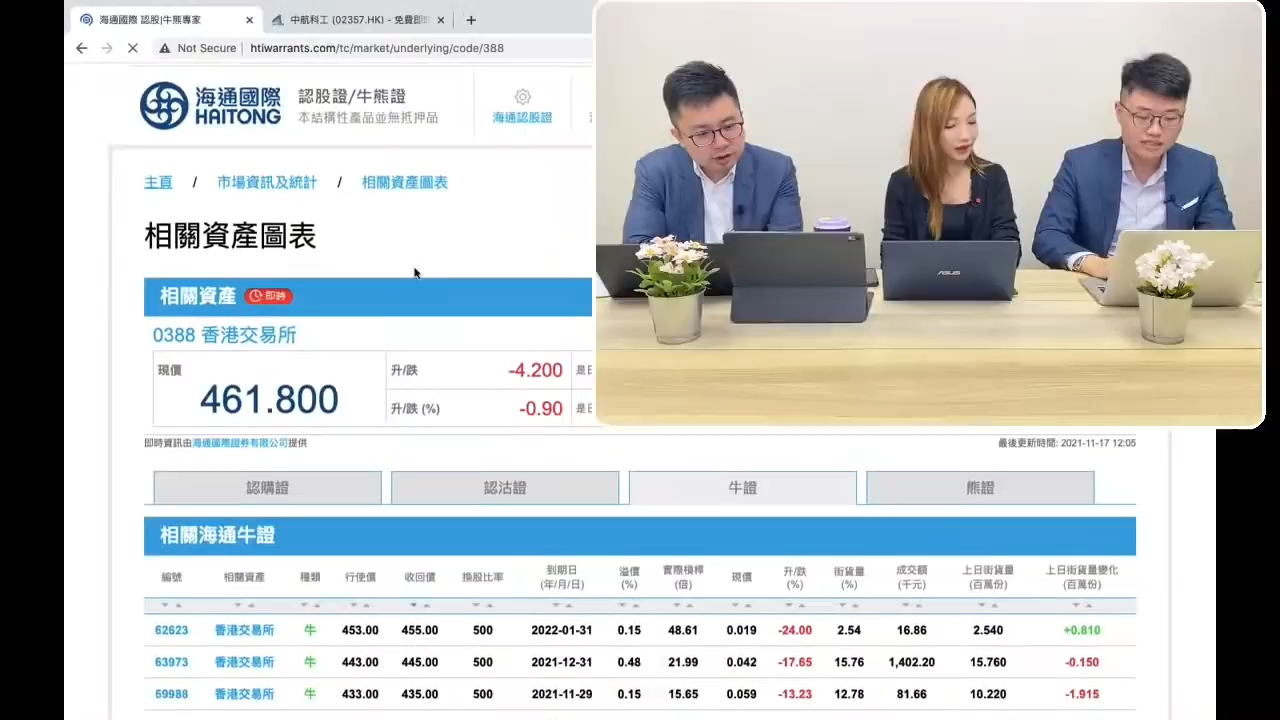 海通國際 認股|牛熊專家
中航科工 (02357.HK) - 免費即時
Not Secure
htiwarrants.com/tc/market/underlying/code/388
海通國際
HAITONG
認股證/牛熊證
本結構性產品並無抵押品
海通認股證
主頁 / 市場資訊及統計 / 相關資產圖表
相關資產圖表
相關資產 即時
0388 香港交易所
現價 461.800
升/跌 -4.200
升/跌 (%) -0.90
即時資訊由海通國際證券有限公司提供
最後更新時間: 2021-11-17 12:05
認購證 認沽證 牛證 熊證
相關海通牛證
編號 相關資產 種類 行使價 收回價 換股比率 到期日 (年/月/日) 溢價 (%) 實際槓桿 (倍) 現價 升/跌 (%) 街貨量 (%) 成交額 (千元) 上日街貨量 (百萬份) 上日街貨量變化 (百萬份)
62623 香港交易所 牛 453.00 455.00 500 2022-01-31 0.15 48.61 0.019 -24.00 2.54 16.86 2.540 +0.810
63973 香港交易所 牛 443.00 445.00 500 2021-12-31 0.48 21.99 0.042 -17.65 15.76 1,402.20 15.760 -0.150
59988 香港交易所 牛 433.00 435.00 500 2021-11-29 0.15 15.65 0.059 -13.23 12.78 81.66 10.220 -1.915
ASUS